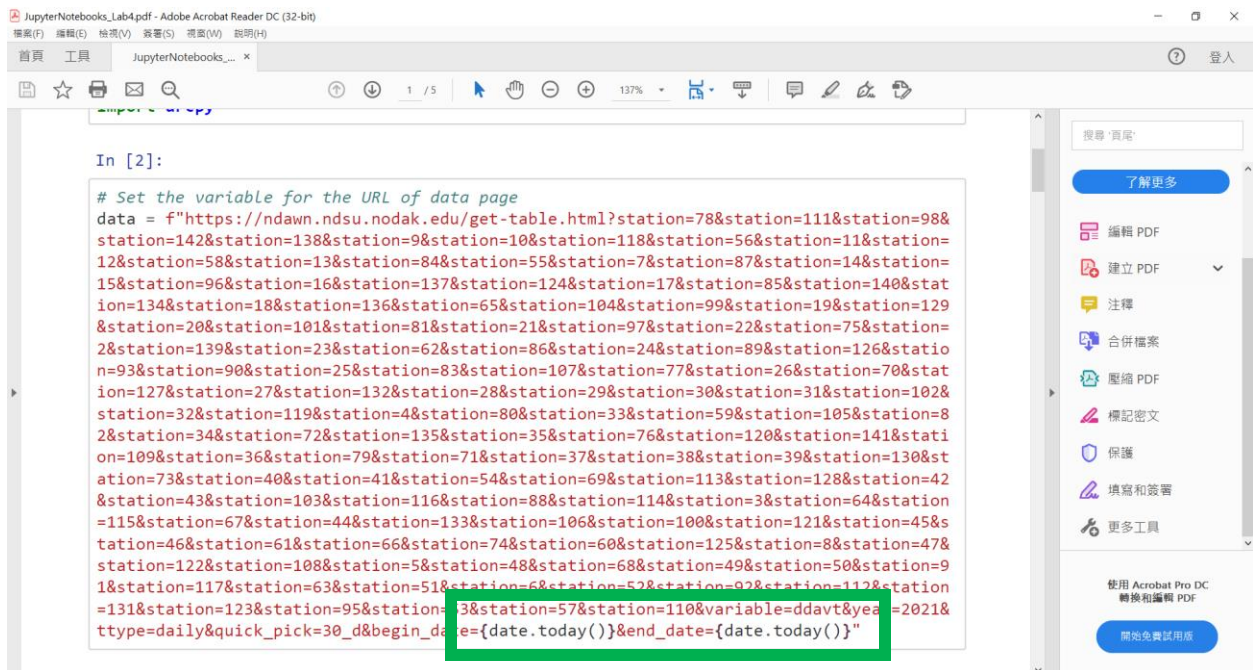 JupyterNotebooks_Lab4.pdf - Adobe Acrobat Reader DC (32-bit)
檔案(F) 編輯(E) 檢視(V) 簽署(S) 視窗(W) 說明(H)
首頁 工具 JupyterNotebooks_... × ? 登入
1 / 5 137%
import arcpy
In [2]:
# Set the variable for the URL of data page
data = f"https://ndawn.ndsu.nodak.edu/get-table.html?station=78&station=111&station=98&
station=142&station=138&station=9&station=10&station=118&station=56&station=11&station=
12&station=58&station=13&station=84&station=55&station=7&station=87&station=14&station=
15&station=96&station=16&station=137&station=124&station=17&station=85&station=140&stat
ion=134&station=18&station=136&station=65&station=104&station=99&station=19&station=129
&station=20&station=101&station=81&station=21&station=97&station=22&station=75&station=
2&station=139&station=23&station=62&station=86&station=24&station=89&station=126&statio
n=93&station=90&station=25&station=83&station=107&station=77&station=26&station=70&stat
ion=127&station=27&station=132&station=28&station=29&station=30&station=31&station=102&
station=32&station=119&station=4&station=80&station=33&station=59&station=105&station=8
2&station=34&station=72&station=135&station=35&station=76&station=120&station=141&stati
on=109&station=36&station=79&station=71&station=37&station=38&station=39&station=130&st
ation=73&station=40&station=41&station=54&station=69&station=113&station=128&station=42
&station=43&station=103&station=116&station=88&station=114&station=3&station=64&station
=115&station=67&station=44&station=133&station=106&station=100&station=121&station=45&s
tation=46&station=61&station=66&station=74&station=60&station=125&station=8&station=47&
station=122&station=108&station=5&station=48&station=68&station=49&station=50&station=9
1&station=117&station=63&station=51&station=6&station=52&station=92&station=112&station
=131&station=123&station=95&station=53&station=57&station=110&variable=ddavt&year=2021&
ttype=daily&quick_pick=30_d&begin_date={date.today()}&end_date={date.today()}"
搜尋 '頁尾'
了解更多
編輯 PDF
建立 PDF
注釋
合併檔案
壓縮 PDF
標記密文
保護
填寫和簽署
更多工具
使用 Acrobat Pro DC
轉換和編輯 PDF
開始免費試用版